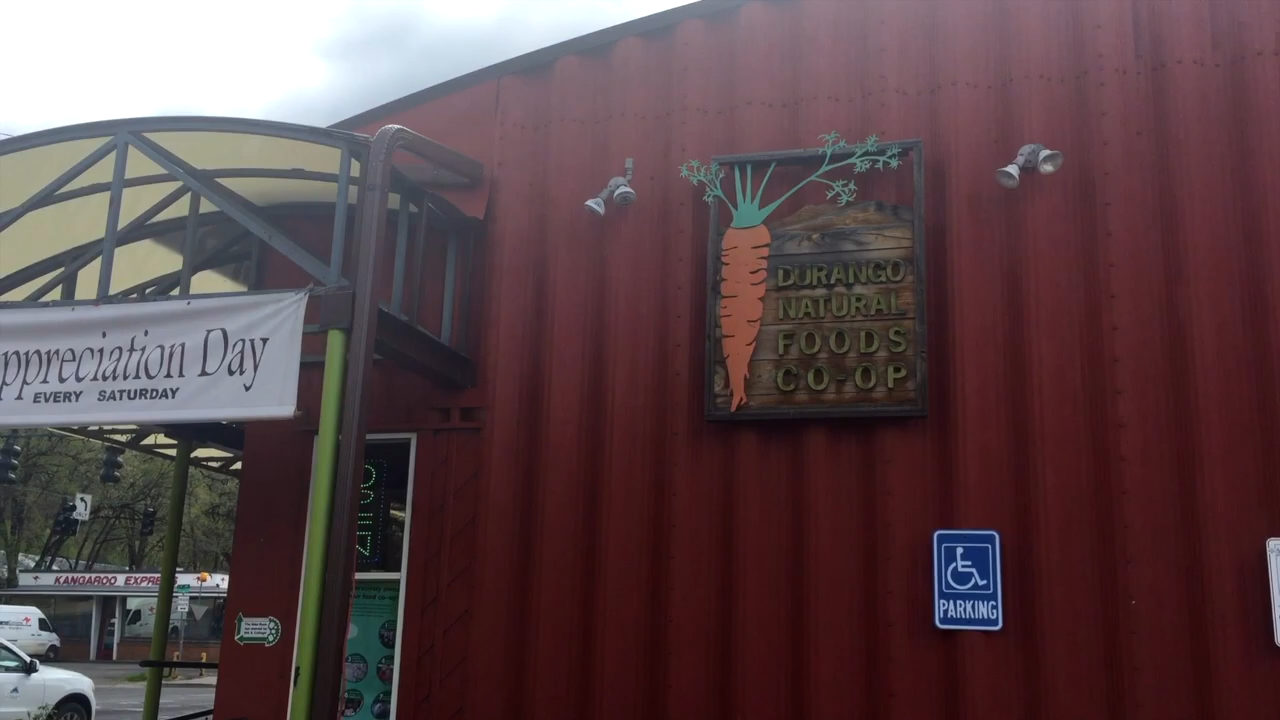 ppreciation Day
EVERY SATURDAY
DURANGO
NATURAL
FOODS
CO-OP
PARKING
KANGAROO EXPRESS